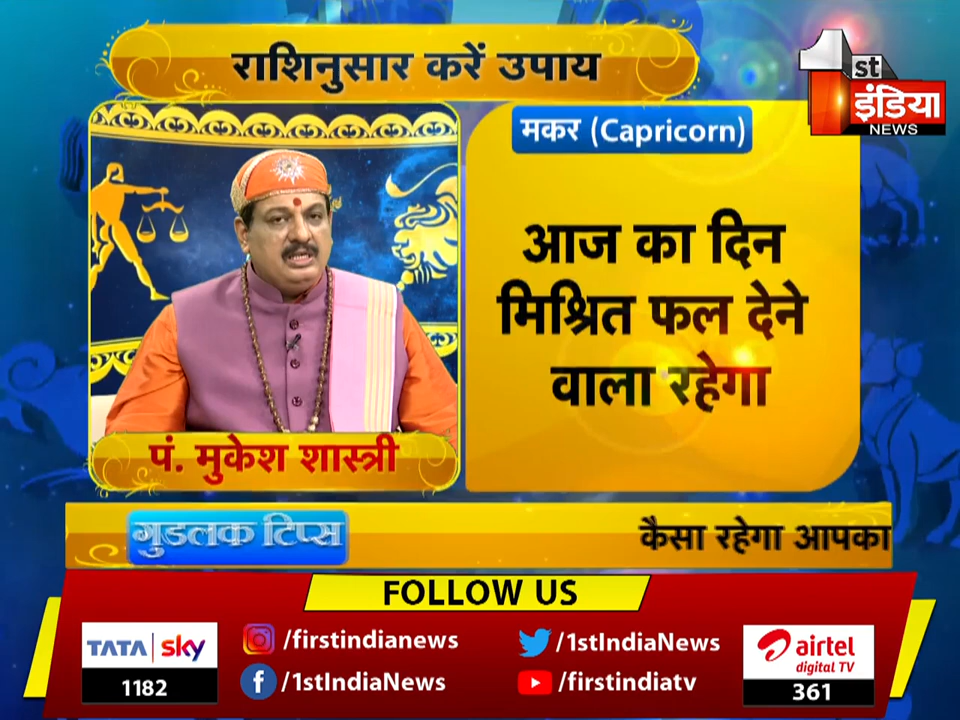 राशिनुसार करें उपाय
1st
इंडिया
NEWS
मकर (Capricorn)
आज का दिन
मिश्रित फल देने
वाला रहेगा
पं. मुकेश शास्त्री
गुडलक टिप्स
कैसा रहेगा आपका
FOLLOW US
TATA sky
1182
/firstindianews
/1stIndiaNews
/1stIndiaNews
/firstindiatv
airtel
digital TV
361